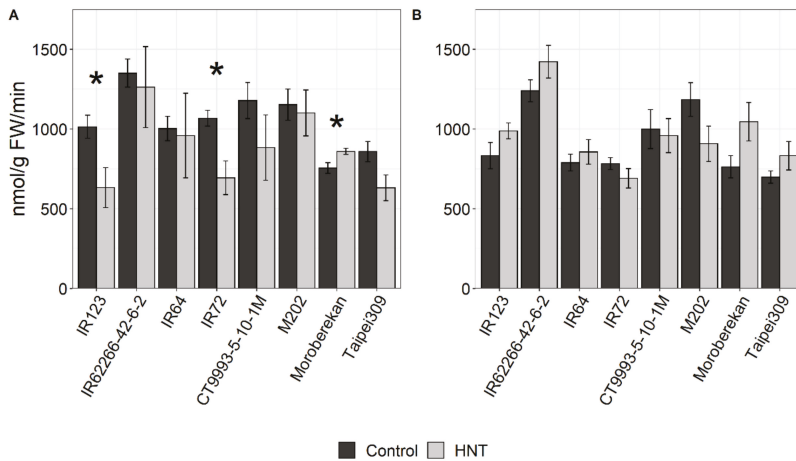 A
B
nmol/g FW/min
1500
1000
500
0
*
*
*
IR123
IR62266-42-6-2
IR64
IR72
CT9993-5-10-1M
M202
Moroberekan
Taipei309
1500
1000
500
0
IR123
IR62266-42-6-2
IR64
IR72
CT9993-5-10-1M
M202
Moroberekan
Taipei309
Control HNT